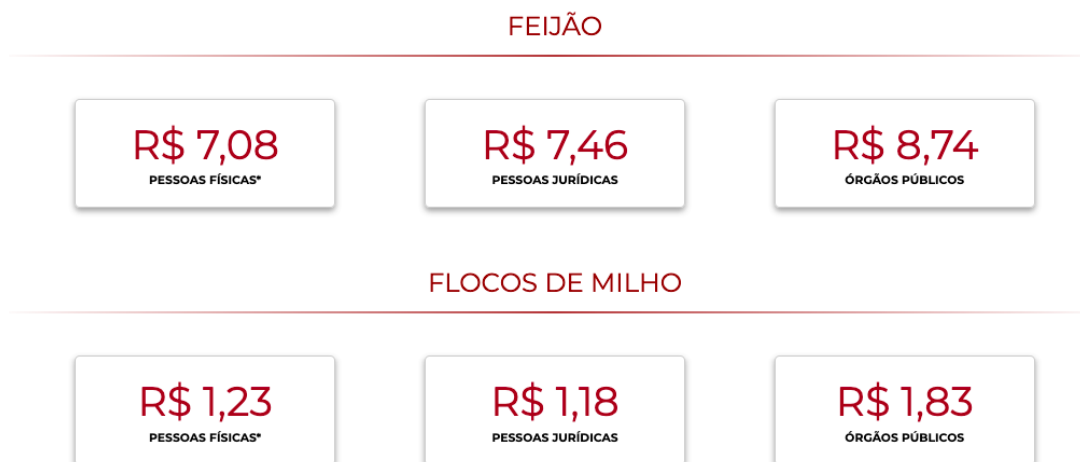 FEIJÃO
R$ 7,08
PESSOAS FÍSICAS*
R$ 7,46
PESSOAS JURÍDICAS
R$ 8,74
ÓRGÃOS PÚBLICOS
FLOCOS DE MILHO
R$ 1,23
PESSOAS FÍSICAS*
R$ 1,18
PESSOAS JURÍDICAS
R$ 1,83
ÓRGÃOS PÚBLICOS